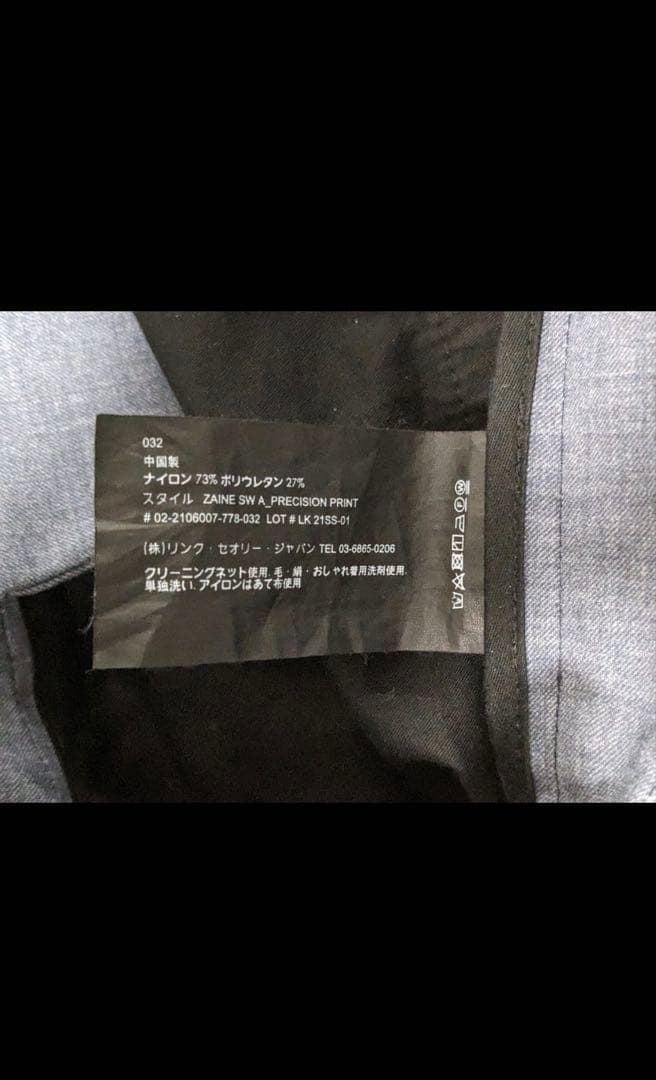 032
中国製
ナイロン 73% ポリウレタン 27%
スタイル ZAINE SW A_PRECISION PRINT
# 02-2106007-778-032 LOT # LK 21SS-01
(株)リンク・セオリー・ジャパン TEL 03-6865-0206
クリーニングネット使用. 毛・絹・おしゃれ着用洗剤使用.
単独洗い. アイロンはあて布使用